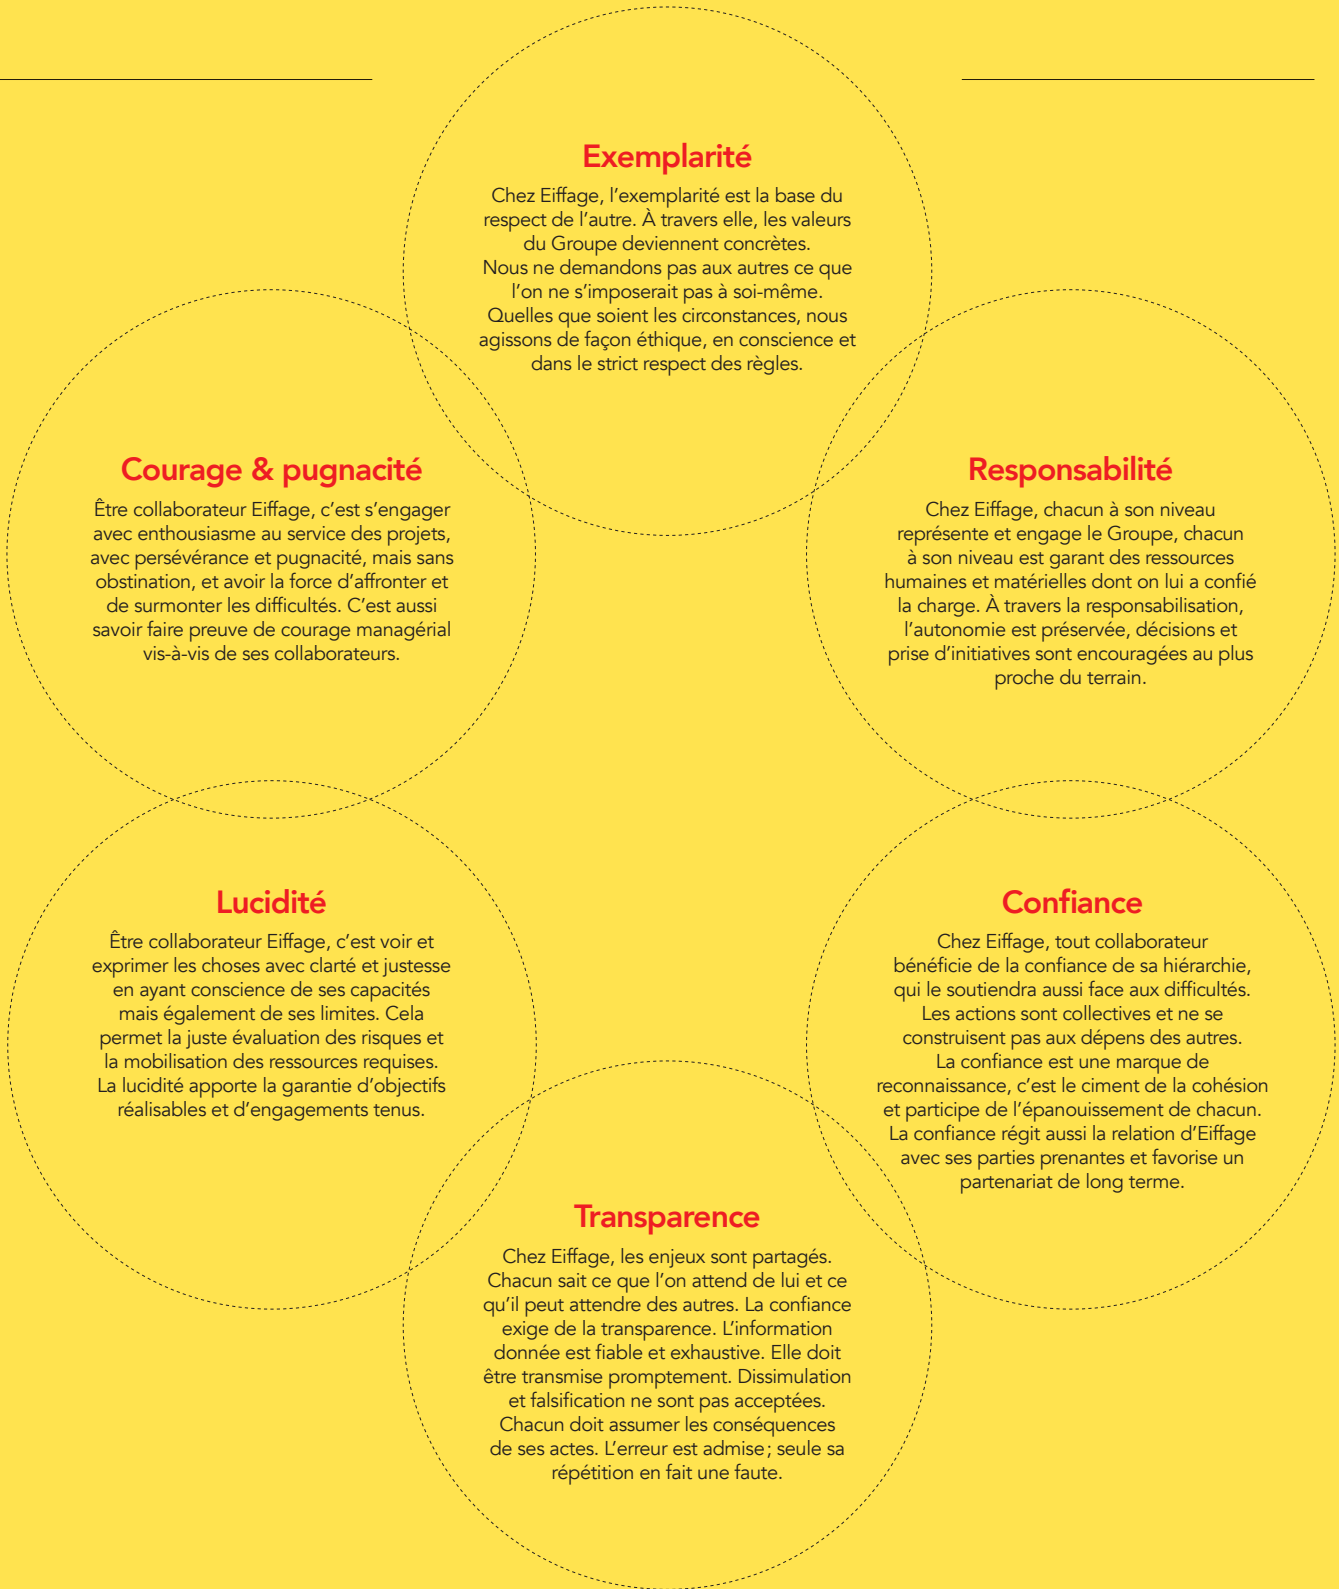 Exemplarité
Chez Eiffage, l’exemplarité est la base du
respect de l’autre. À travers elle, les valeurs
du Groupe deviennent concrètes.
Nous ne demandons pas aux autres ce que
l’on ne s’imposerait pas à soi-même.
Quelles que soient les circonstances, nous
agissons de façon éthique, en conscience et
dans le strict respect des règles.
Courage & pugnacité
Être collaborateur Eiffage, c’est s’engager
avec enthousiasme au service des projets,
avec persévérance et pugnacité, mais sans
obstination, et avoir la force d’affronter et
de surmonter les difficultés. C’est aussi
savoir faire preuve de courage managérial
vis-à-vis de ses collaborateurs.
Responsabilité
Chez Eiffage, chacun à son niveau
représente et engage le Groupe, chacun
à son niveau est garant des ressources
humaines et matérielles dont on lui a confié
la charge. À travers la responsabilisation,
l’autonomie est préservée, décisions et
prise d’initiatives sont encouragées au plus
proche du terrain.
Lucidité
Être collaborateur Eiffage, c’est voir et
exprimer les choses avec clarté et justesse
en ayant conscience de ses capacités
mais également de ses limites. Cela
permet la juste évaluation des risques et
la mobilisation des ressources requises.
La lucidité apporte la garantie d’objectifs
réalisables et d’engagements tenus.
Confiance
Chez Eiffage, tout collaborateur
bénéficie de la confiance de sa hiérarchie,
qui le soutiendra aussi face aux difficultés.
Les actions sont collectives et ne se
construisent pas aux dépens des autres.
La confiance est une marque de
reconnaissance, c’est le ciment de la cohésion
et participe de l’épanouissement de chacun.
La confiance régit aussi la relation d’Eiffage
avec ses parties prenantes et favorise un
partenariat de long terme.
Transparence
Chez Eiffage, les enjeux sont partagés.
Chacun sait ce que l’on attend de lui et ce
qu’il peut attendre des autres. La confiance
exige de la transparence. L’information
donnée est fiable et exhaustive. Elle doit
être transmise promptement. Dissimulation
et falsification ne sont pas acceptées.
Chacun doit assumer les conséquences
de ses actes. L’erreur est admise ; seule sa
répétition en fait une faute.